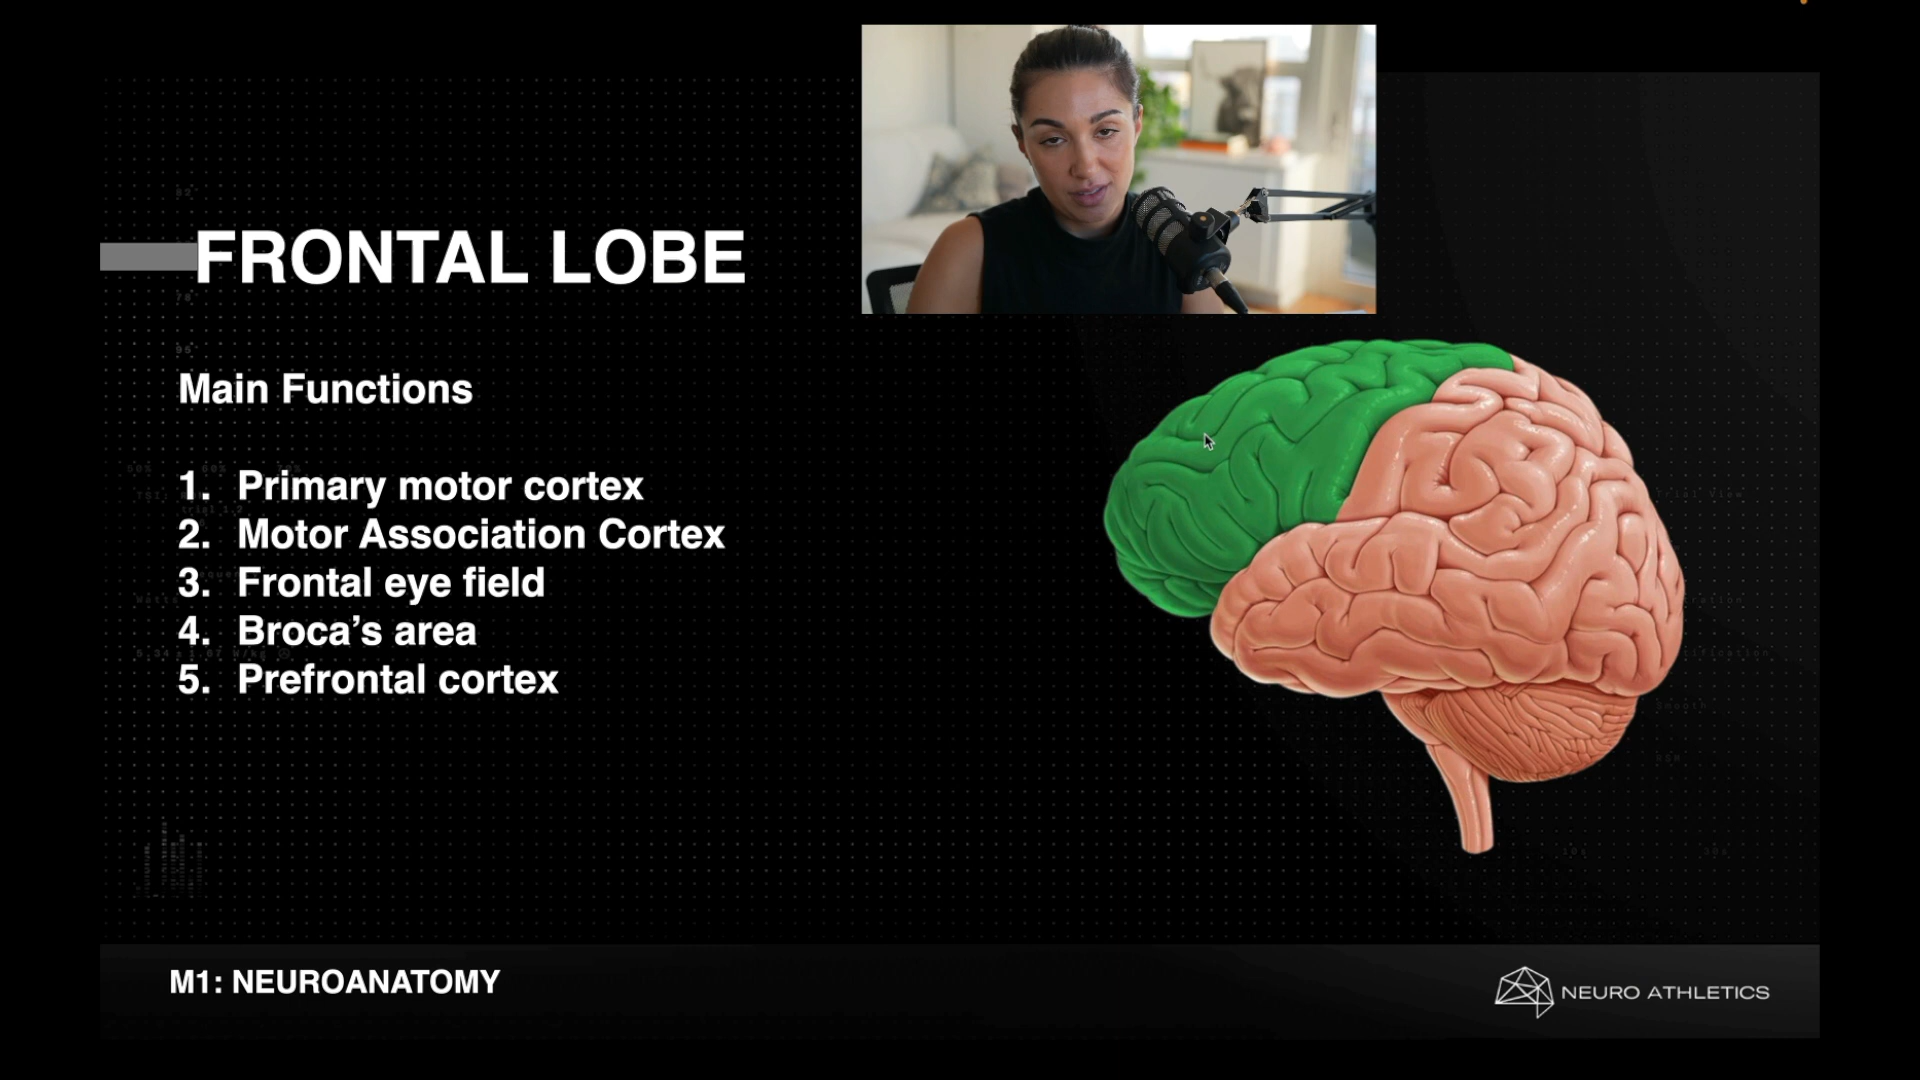 FRONTAL LOBE
Main Functions
1. Primary motor cortex
2. Motor Association Cortex
3. Frontal eye field
4. Broca’s area
5. Prefrontal cortex
M1: NEUROANATOMY
NEURO ATHLETICS